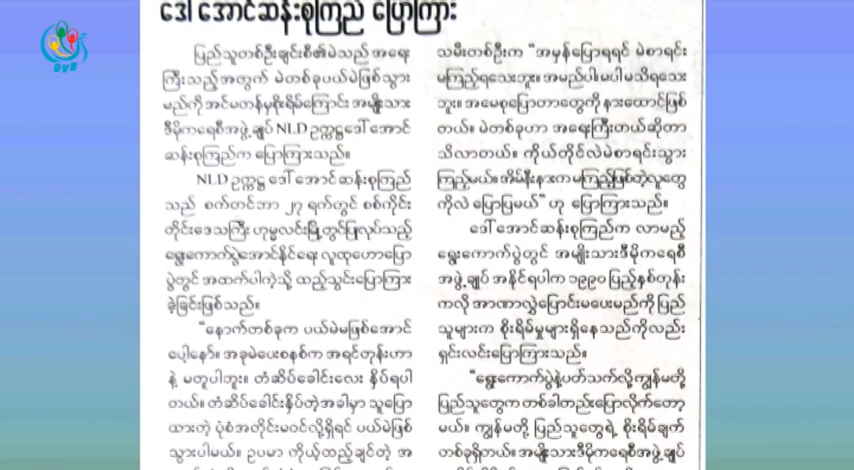 ဒေါ်အောင်ဆန်းစုကြည် ပြောကြား
DVB
ပြည်သူတစ်ဦးချင်းစီ၏မဲသည် အရေး
ကြီးသည့်အတွက် မဲတစ်ခုပယ်မဲဖြစ်သွား
မည်ကို အင်မတန်မှစိုးရိမ်ကြောင်း အမျိုးသား
ဒီမိုကရေစီအဖွဲ့ချုပ် NLD ဥက္ကဋ္ဌဒေါ်အောင်
ဆန်းစုကြည်က ပြောကြားသည်။
NLD ဥက္ကဋ္ဌ ဒေါ်အောင်ဆန်းစုကြည်
သည် စက်တင်ဘာ ၂၇ ရက်တွင် စစ်ကိုင်း
တိုင်းဒေသကြီး ဟုမ္မလင်းမြို့တွင်ပြုလုပ်သည့်
ရွေးကောက်ပွဲအောင်နိုင်ရေး လူထုဟောပြော
ပွဲတွင် အထက်ပါကဲ့သို့ ထည့်သွင်းပြောကြား
ခဲ့ခြင်းဖြစ်သည်။
“နောက်တစ်ခုက ပယ်မဲမဖြစ်အောင်
ပေါ့နော်။ အခုမဲပေးစနစ်က အရင်တုန်းဟာ
နဲ့ မတူပါဘူး။ တံဆိပ်ခေါင်းလေး နှိပ်ရပါ
တယ်။ တံဆိပ်ခေါင်းနှိပ်တဲ့အခါမှာ သူပြော
ထားတဲ့ ပုံစံအတိုင်းမဝင်လို့ရှိရင် ပယ်မဲဖြစ်
သွားပါမယ်။ ဥပမာ ကိုယ့်ထည့်ချင်တဲ့ အ
သမီးတစ်ဦးက “အမှန်ပြောရရင် မဲစာရင်း
မကြည့်ရသေးဘူး။ အမည်ပါ၊ မပါ မသိရသေး
ဘူး။ အမေစုပြောတာတွေကို နားထောင်ဖြစ်
တယ်။ မဲတစ်ခုဟာ အရေးကြီးတယ်ဆိုတာ
သိလာတယ်။ ကိုယ်တိုင်လဲမဲစာရင်းသွား
ကြည့်မယ်။ အိမ်နီးနားက မကြည့်ဖြစ်တဲ့လူတွေ
ကိုလဲ ပြောပြမယ်” ဟု ပြောကြားသည်။
ဒေါ်အောင်ဆန်းစုကြည်က လာမည့်
ရွေးကောက်ပွဲတွင် အမျိုးသားဒီမိုကရေစီ
အဖွဲ့ချုပ် အနိုင်ရပါက ၁၉၉၀ ပြည့်နှစ်တုန်း
ကလို အာဏာလွှဲပြောင်းမပေးမည်ကို ပြည်
သူများက စိုးရိမ်မှုများရှိနေသည်ကိုလည်း
ရှင်းလင်းပြောကြားသည်။
“ရွေးကောက်ပွဲနဲ့ပတ်သက်လို့ ကျွန်မတို့
ပြည်သူတွေက တစ်ခါတည်းပြောလိုက်တော့
မယ်။ ကျွန်မတို့ ပြည်သူတွေရဲ့ စိုးရိမ်ချက်
တစ်ခုရှိတယ်။ အမျိုးသားဒီမိုကရေစီအဖွဲ့ချုပ်